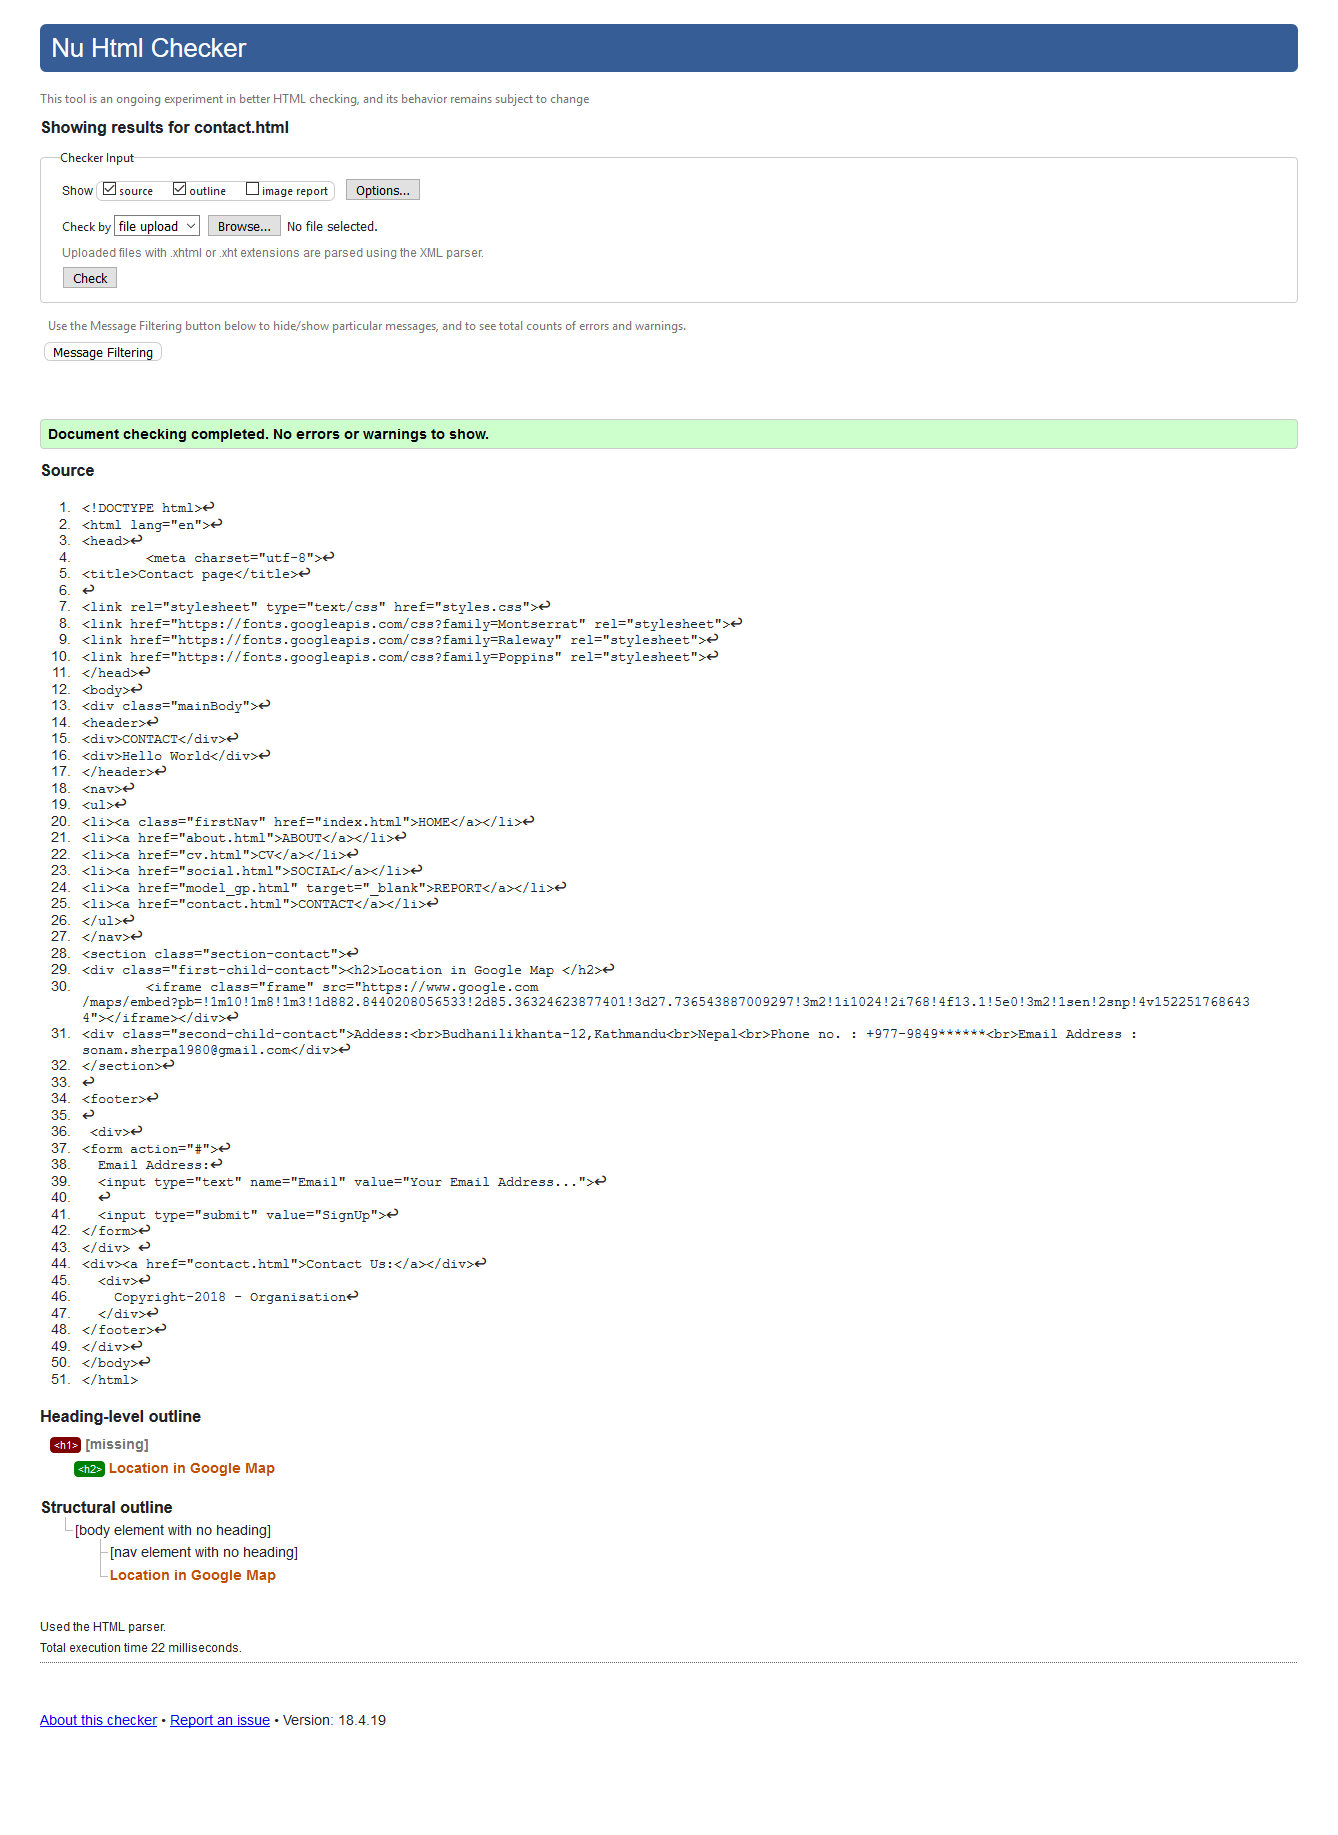 Nu Html Checker
This tool is an ongoing experiment in better HTML checking, and its behavior remains subject to change
Showing results for contact.html
Checker Input
Show source outline image report Options...
Check by file upload Browse... No file selected.
Uploaded files with .xhtml or .xht extensions are parsed using the XML parser.
Check
Use the Message Filtering button below to hide/show particular messages, and to see total counts of errors and warnings.
Message Filtering
Document checking completed. No errors or warnings to show.
Source
1. <!DOCTYPE html>↩
2. <html lang="en">↩
3. <head>↩
4. <meta charset="utf-8">↩
5. <title>Contact page</title>↩
6. ↩
7. <link rel="stylesheet" type="text/css" href="styles.css">↩
8. <link href="https://fonts.googleapis.com/css?family=Montserrat" rel="stylesheet">↩
9. <link href="https://fonts.googleapis.com/css?family=Raleway" rel="stylesheet">↩
10. <link href="https://fonts.googleapis.com/css?family=Poppins" rel="stylesheet">↩
11. </head>↩
12. <body>↩
13. <div class="mainBody">↩
14. <header>↩
15. <div>CONTACT</div>↩
16. <div>Hello World</div>↩
17. </header>↩
18. <nav>↩
19. <ul>↩
20. <li><a class="firstNav" href="index.html">HOME</a></li>↩
21. <li><a href="about.html">ABOUT</a></li>↩
22. <li><a href="cv.html">CV</a></li>↩
23. <li><a href="social.html">SOCIAL</a></li>↩
24. <li><a href="model_gp.html" target="_blank">REPORT</a></li>↩
25. <li><a href="contact.html">CONTACT</a></li>↩
26. </ul>↩
27. </nav>↩
28. <section class="section-contact">↩
29. <div class="first-child-contact"><h2>Location in Google Map </h2>↩
30. <iframe class="frame" src="https://www.google.com
/maps/embed?pb=!1m10!1m8!1m3!1d882.8440208056533!2d85.36324623877401!3d27.736543887009297!3m2!1i1024!2i768!4f13.1!5e0!3m2!1sen!2snp!4v152251768643
4"></iframe></div>↩
31. <div class="second-child-contact">Addess:<br>Budhanilikhanta-12,Kathmandu<br>Nepal<br>Phone no. : +977-9849******<br>Email Address :
sonam.sherpa1980@gmail.com</div>↩
32. </section>↩
33. ↩
34. <footer>↩
35. ↩
36. <div>↩
37. <form action="#">↩
38. Email Address:↩
39. <input type="text" name="Email" value="Your Email Address...">↩
40. ↩
41. <input type="submit" value="SignUp">↩
42. </form>↩
43. </div> ↩
44. <div><a href="contact.html">Contact Us:</a></div>↩
45. <div>↩
46. Copyright-2018 - Organisation↩
47. </div>↩
48. </footer>↩
49. </div>↩
50. </body>↩
51. </html>
Heading-level outline
<h1> [missing]
<h2> Location in Google Map
Structural outline
[body element with no heading]
[nav element with no heading]
Location in Google Map
Used the HTML parser.
Total execution time 22 milliseconds.
About this checker • Report an issue • Version: 18.4.19